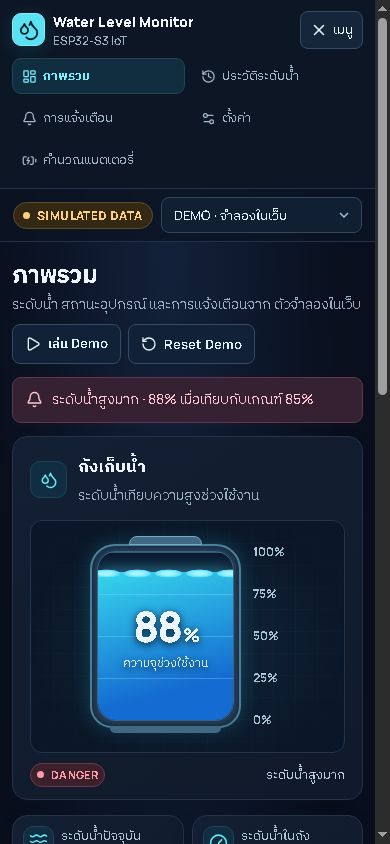 Water Level Monitor
ESP32-S3 IoT
เมนู
ภาพรวม
ประวัติระดับน้ำ
การแจ้งเตือน
ตั้งค่า
คำนวณแบตเตอรี่
SIMULATED DATA
DEMO · จำลองในเว็บ
ภาพรวม
ระดับน้ำ สถานะอุปกรณ์ และการแจ้งเตือนจาก ตัวจำลองในเว็บ
เล่น Demo
Reset Demo
ระดับน้ำสูงมาก · 88% เมื่อเทียบกับเกณฑ์ 85%
ถังเก็บน้ำ
ระดับน้ำเทียบความสูงช่วงใช้งาน
100%
75%
88%
50%
ความจุช่วงใช้งาน
25%
0%
DANGER
ระดับน้ำสูงมาก
ระดับน้ำปัจจุบัน
ระดับน้ำในถัง